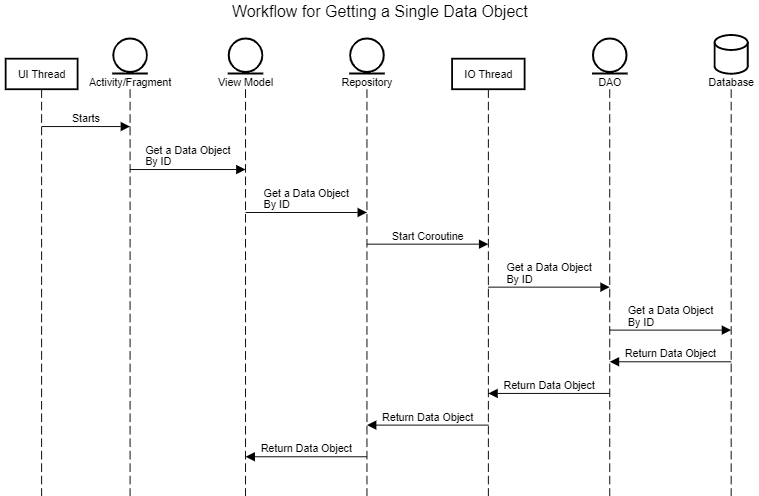 Workflow for Getting a Single Data Object
UI Thread
Activity/Fragment
View Model
Repository
IO Thread
DAO
Database
Starts
Get a Data Object
By ID
Get a Data Object
By ID
Start Coroutine
Get a Data Object
By ID
Get a Data Object
By ID
Return Data Object
Return Data Object
Return Data Object
Return Data Object